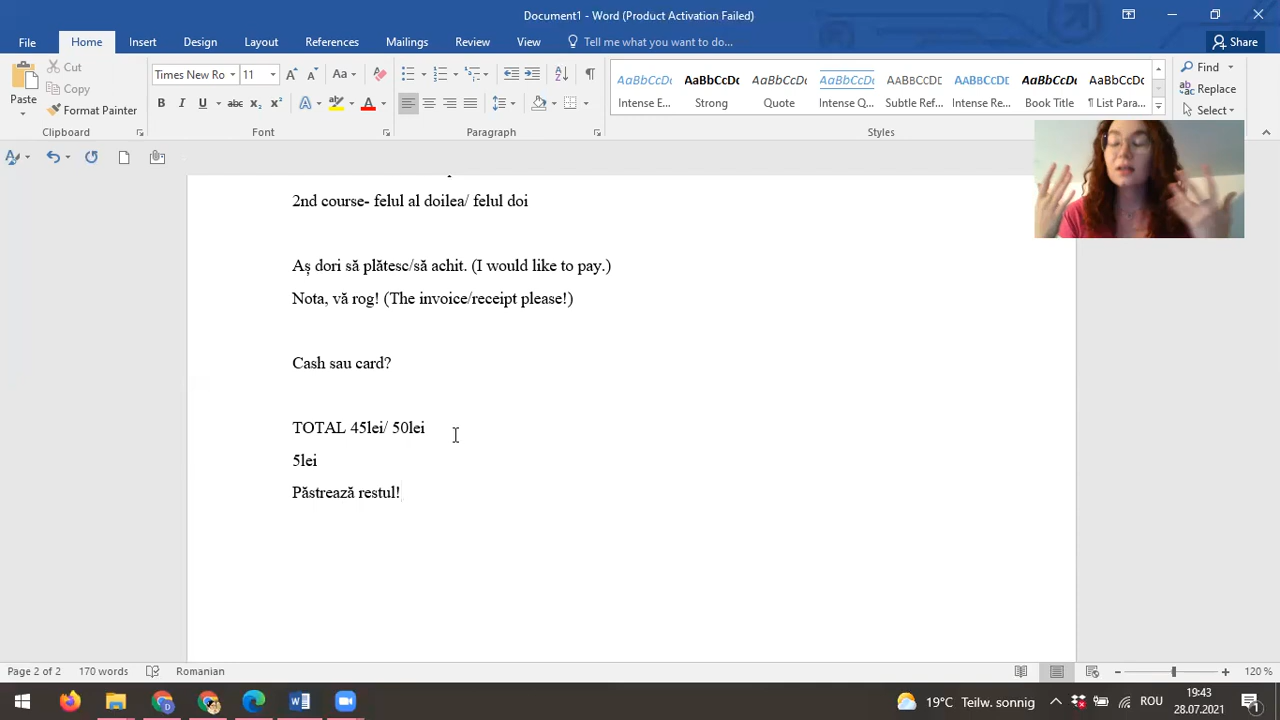 Document1 - Word (Product Activation Failed)
File Home Insert Design Layout References Mailings Review View Tell me what you want to do... Share
Paste Cut Copy Format Painter Clipboard
Times New Ro 11 Font
Paragraph
AaBbCcDc AaBbCcDc AaBbCcDc AaBbCcDc AABBCCDD AABBCCDD AaBbCcDc AaBbCcDc
Intense E... Strong Quote Intense Q... Subtle Ref... Intense Re... Book Title ¶ List Para...
Styles
Find
Replace
Select
2nd course- felul al doilea/ felul doi
Aș dori să plătesc/să achit. (I would like to pay.)
Nota, vă rog! (The invoice/receipt please!)
Cash sau card?
TOTAL 45lei/ 50lei
5lei
Păstrează restul!
Page 2 of 2 170 words Romanian 120 %
19°C Teilw. sonnig ROU 19:43
28.07.2021